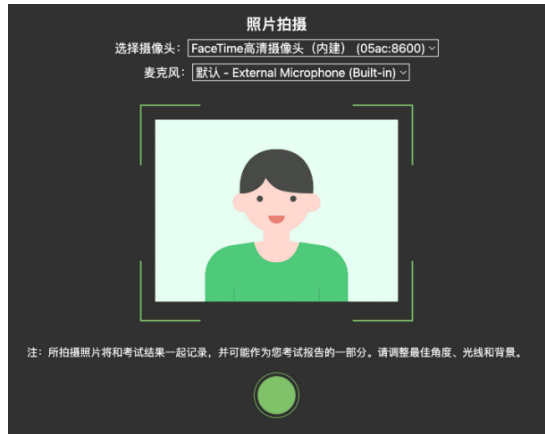 照片拍摄
选择摄像头： FaceTime高清摄像头（内建） (05ac:8600)
麦克风： 默认 - External Microphone (Built-in)
注：所拍摄照片将和考试结果一起记录，并可能作为您考试报告的一部分。请调整最佳角度、光线和背景。